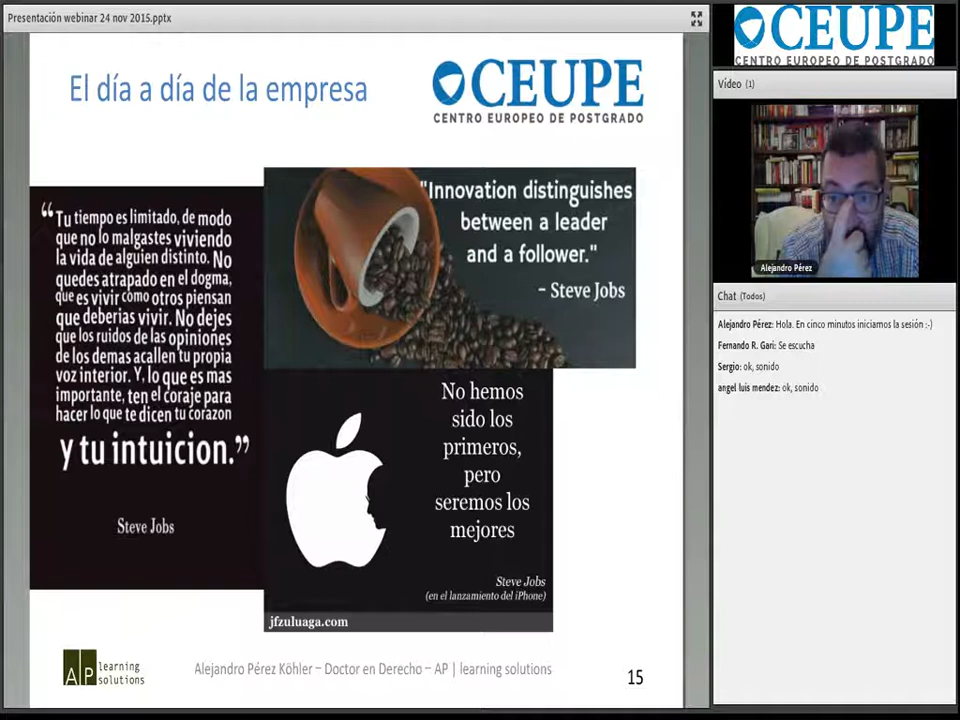 Presentación webinar 24 nov 2015.pptx
El día a día de la empresa
CEUPE
CENTRO EUROPEO DE POSTGRADO
“Tu tiempo es limitado, de modo
que no lo malgastes viviendo
la vida de alguien distinto. No
quedes atrapado en el dogma,
que es vivir como otros piensan
que deberias vivir. No dejes
que los ruidos de las opiniones
de los demas acallen tu propia
voz interior. Y, lo que es mas
importante, ten el coraje para
hacer lo que te dicen tu corazon
y tu intuicion.”
Steve Jobs
"Innovation distinguishes
between a leader
and a follower."
- Steve Jobs
No hemos
sido los
primeros,
pero
seremos los
mejores
Steve Jobs
(en el lanzamiento del iPhone)
jfzuluaga.com
AP learning
solutions
Alejandro Pérez Köhler – Doctor en Derecho – AP | learning solutions
15
CEUPE
CENTRO EUROPEO DE POSTGRADO
Vídeo (1)
Alejandro Pérez
Chat (Todos)
Alejandro Pérez: Hola. En cinco minutos iniciamos la sesión ;-)
Fernando R. Gari: Se escucha
Sergio: ok, sonido
angel luis mendez: ok, sonido